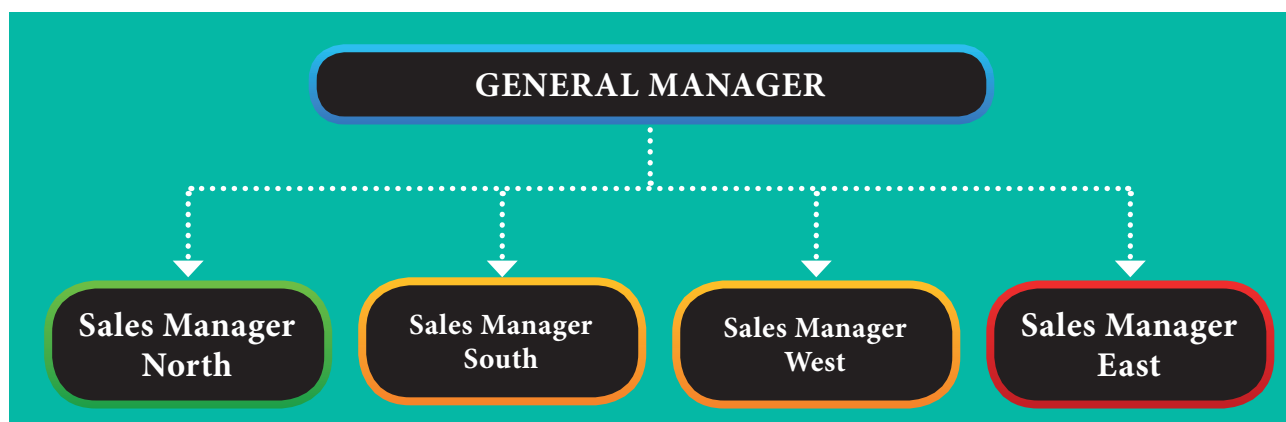 GENERAL MANAGER
Sales Manager
North
Sales Manager
South
Sales Manager
West
Sales Manager
East